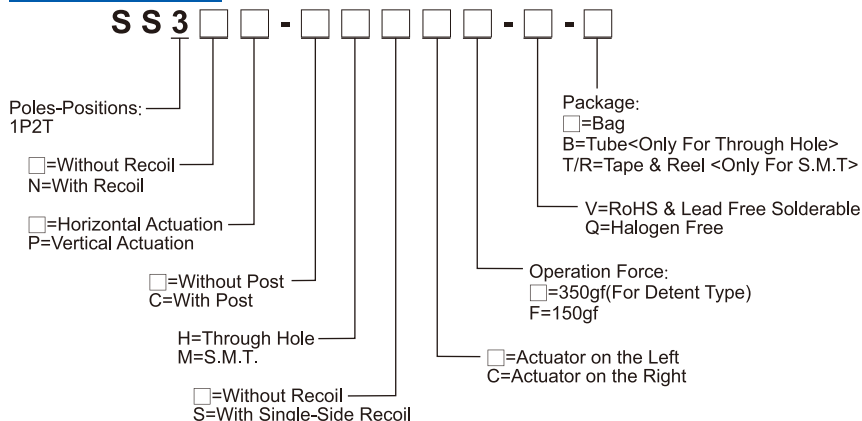 SS3□□-□□□□□-□-□
Poles-Positions:
1P2T
□=Without Recoil
N=With Recoil
□=Horizontal Actuation
P=Vertical Actuation
□=Without Post
C=With Post
H=Through Hole
M=S.M.T.
□=Without Recoil
S=With Single-Side Recoil
Package:
□=Bag
B=Tube<Only For Through Hole>
T/R=Tape & Reel <Only For S.M.T>
V=RoHS & Lead Free Solderable
Q=Halogen Free
Operation Force:
□=350gf(For Detent Type)
F=150gf
□=Actuator on the Left
C=Actuator on the Right